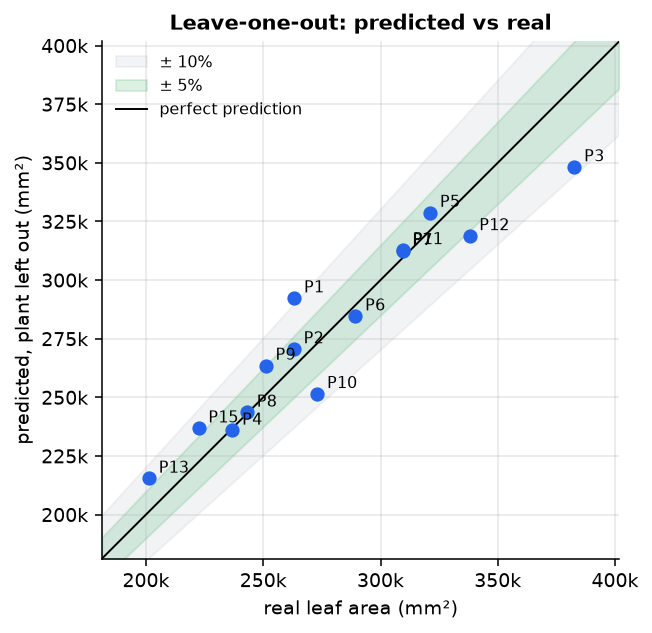 Leave-one-out: predicted vs real
± 10%
± 5%
perfect prediction
400k
375k
350k
325k
300k
275k
250k
225k
200k
predicted, plant left out (mm²)
P3
P5
P12
P1
P6
P2
P9
P10
P8
P15
P4
P13
200k
250k
300k
350k
400k
real leaf area (mm²)